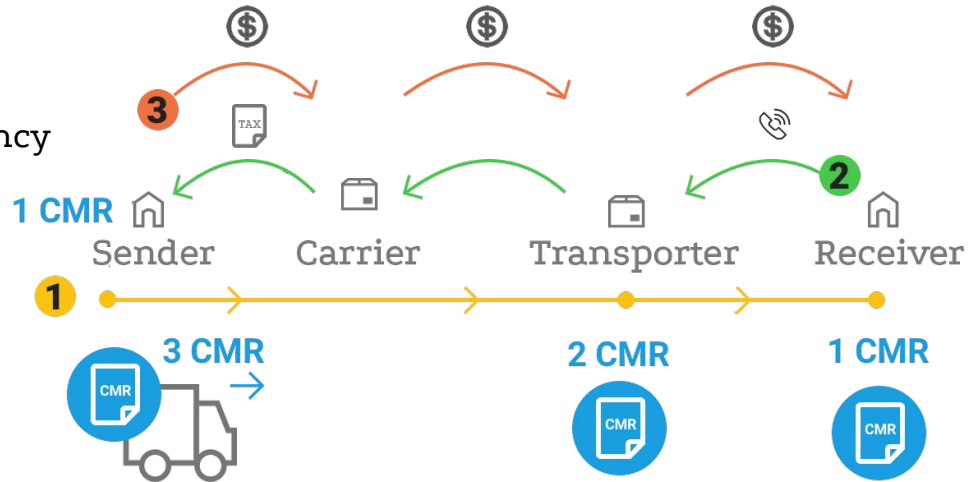 $ $ $
3
TAX
ncy
2
1 CMR
Sender Carrier Transporter Receiver
1
3 CMR 2 CMR 1 CMR
CMR CMR CMR